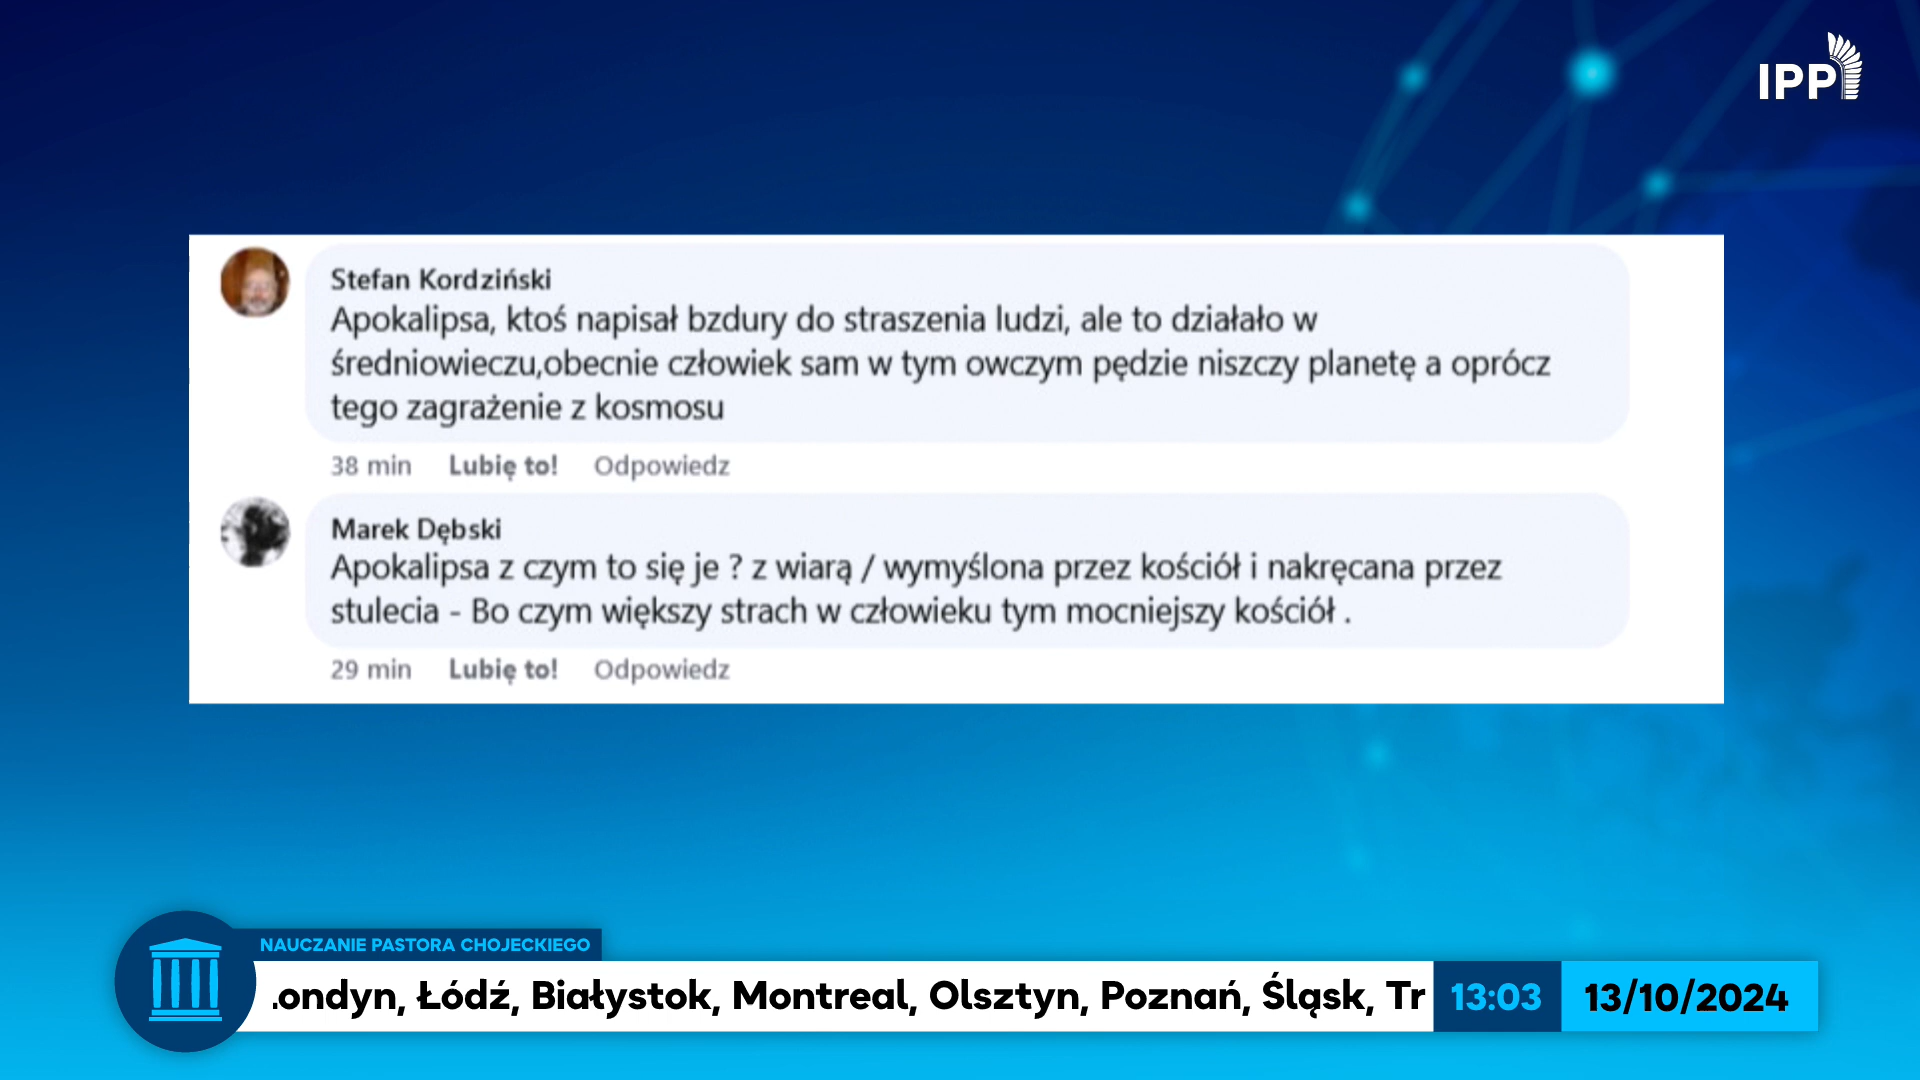 IPP
Stefan Kordziński
Apokalipsa, ktoś napisał bzdury do straszenia ludzi, ale to działało w
średniowieczu,obecnie człowiek sam w tym owczym pędzie niszczy planetę a oprócz
tego zagrażenie z kosmosu
38 min Lubię to! Odpowiedz
Marek Dębski
Apokalipsa z czym to się je ? z wiarą / wymyślona przez kościół i nakręcana przez
stulecia - Bo czym większy strach w człowieku tym mocniejszy kościół .
29 min Lubię to! Odpowiedz
NAUCZANIE PASTORA CHOJECKIEGO
ondyn, Łódź, Białystok, Montreal, Olsztyn, Poznań, Śląsk, Tr
13:03
13/10/2024